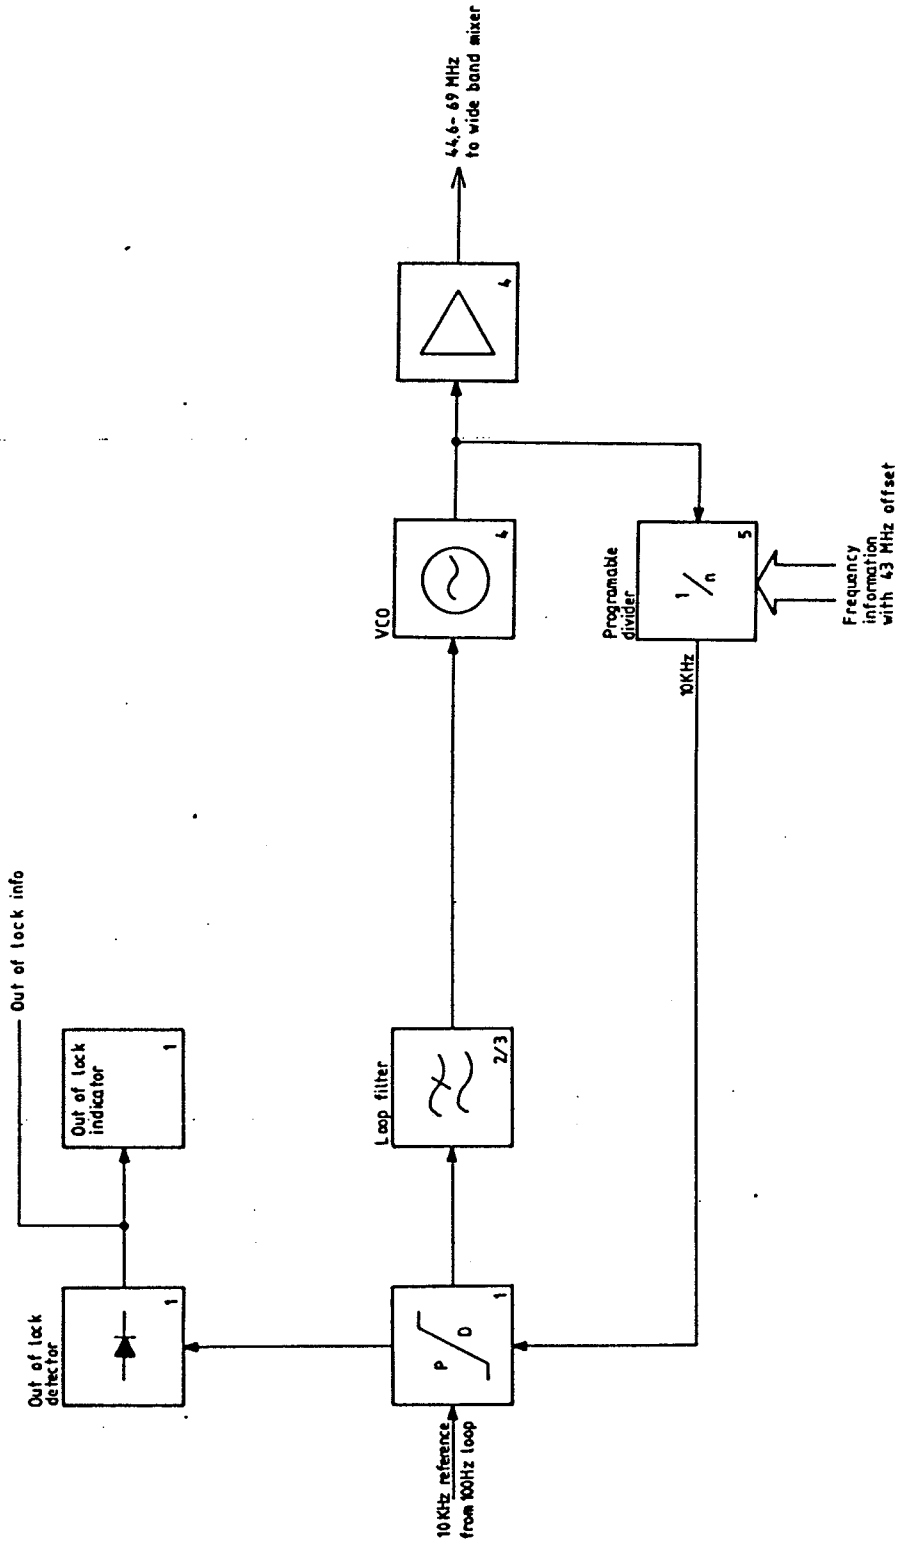 Out of lock info
Out of lock
detector
1
Out of lock
indicator
1
10KHz reference
from 100Hz loop
P
D
1
Loop filter
2/3
VCO
4
4
44,6- 69 MHz
to wide band mixer
10KHz
Programable
divider
1/n
5
Frequency
information
with 43 MHz offset